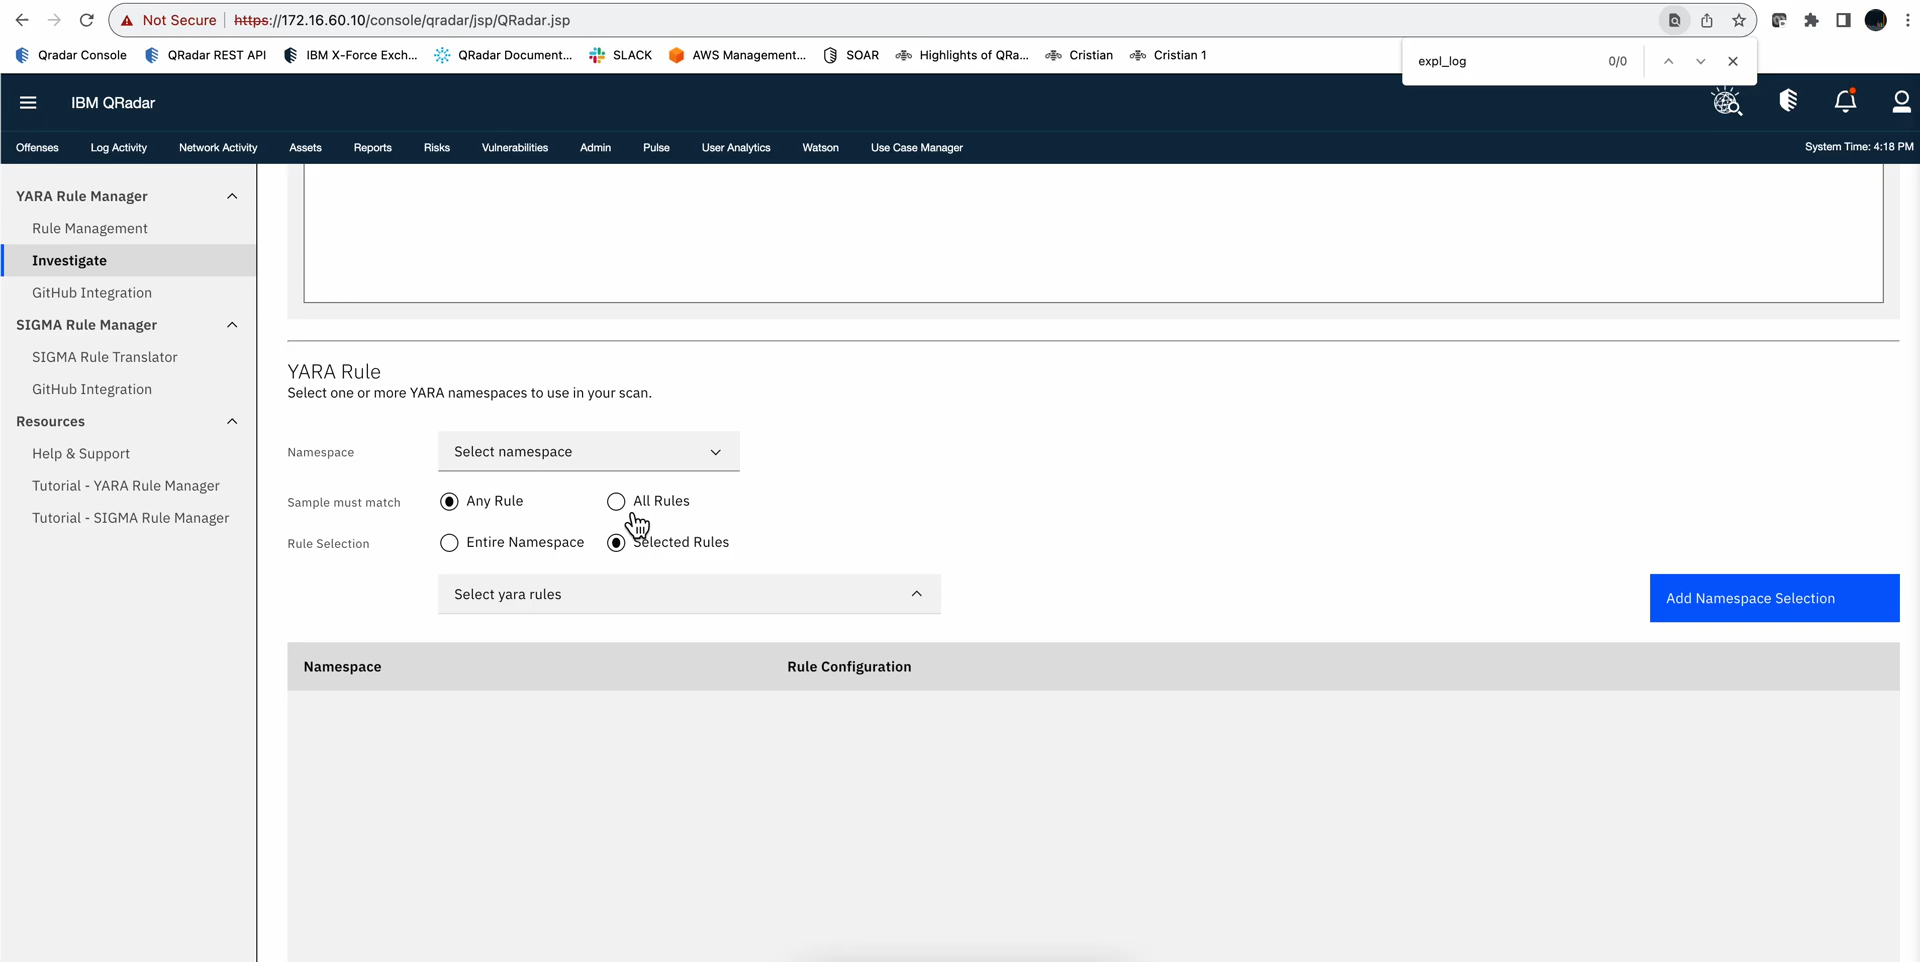 Not Secure https://172.16.60.10/console/qradar/jsp/QRadar.jsp
Qradar Console QRadar REST API IBM X-Force Exch... QRadar Document... SLACK AWS Management... SOAR Highlights of QRa... Cristian Cristian 1
expl_log 0/0
IBM QRadar
Offenses Log Activity Network Activity Assets Reports Risks Vulnerabilities Admin Pulse User Analytics Watson Use Case Manager System Time: 4:18 PM
YARA Rule Manager
Rule Management
Investigate
GitHub Integration
SIGMA Rule Manager
SIGMA Rule Translator
GitHub Integration
Resources
Help & Support
Tutorial - YARA Rule Manager
Tutorial - SIGMA Rule Manager
YARA Rule
Select one or more YARA namespaces to use in your scan.
Namespace Select namespace
Sample must match Any Rule All Rules
Rule Selection Entire Namespace Selected Rules
Select yara rules
Add Namespace Selection
Namespace Rule Configuration